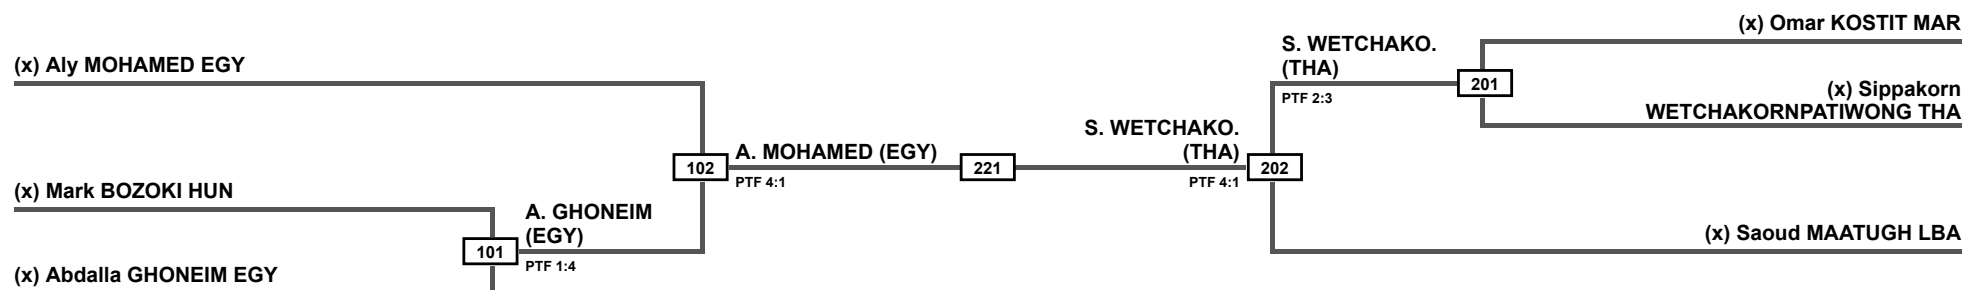 (x) Aly MOHAMED EGY
(x) Mark BOZOKI HUN
(x) Abdalla GHONEIM EGY
101
A. GHONEIM
(EGY)
PTF 1:4
102
A. MOHAMED (EGY)
PTF 4:1
221
S. WETCHAKO.
(THA)
PTF 4:1
202
S. WETCHAKO.
(THA)
PTF 2:3
201
(x) Omar KOSTIT MAR
(x) Sippakorn
WETCHAKORNPATIWONG THA
(x) Saoud MAATUGH LBA